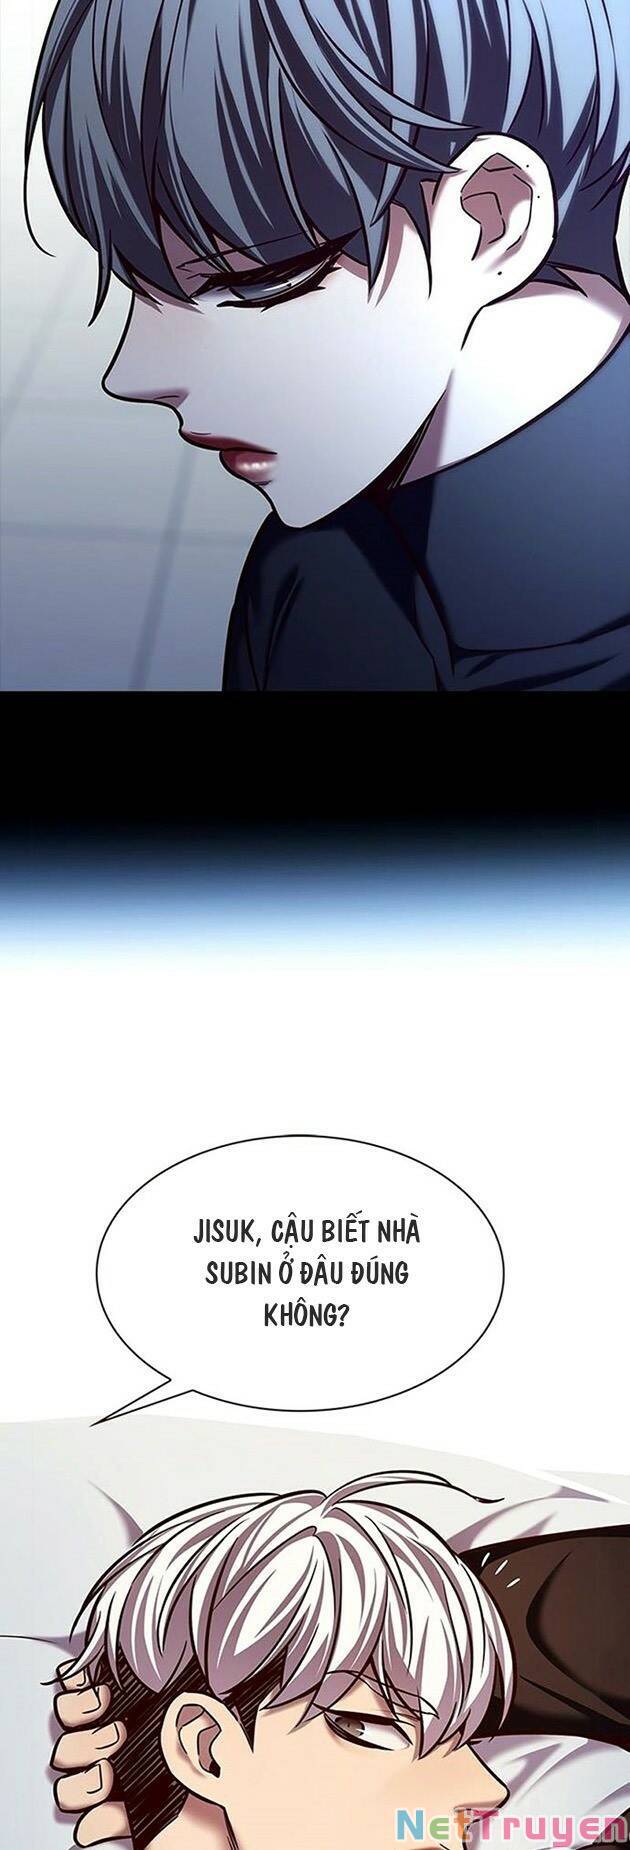 JISUK, CẬU BIẾT NHÀ
SUBIN Ở ĐÂU ĐÚNG
KHÔNG?
NetTruyen